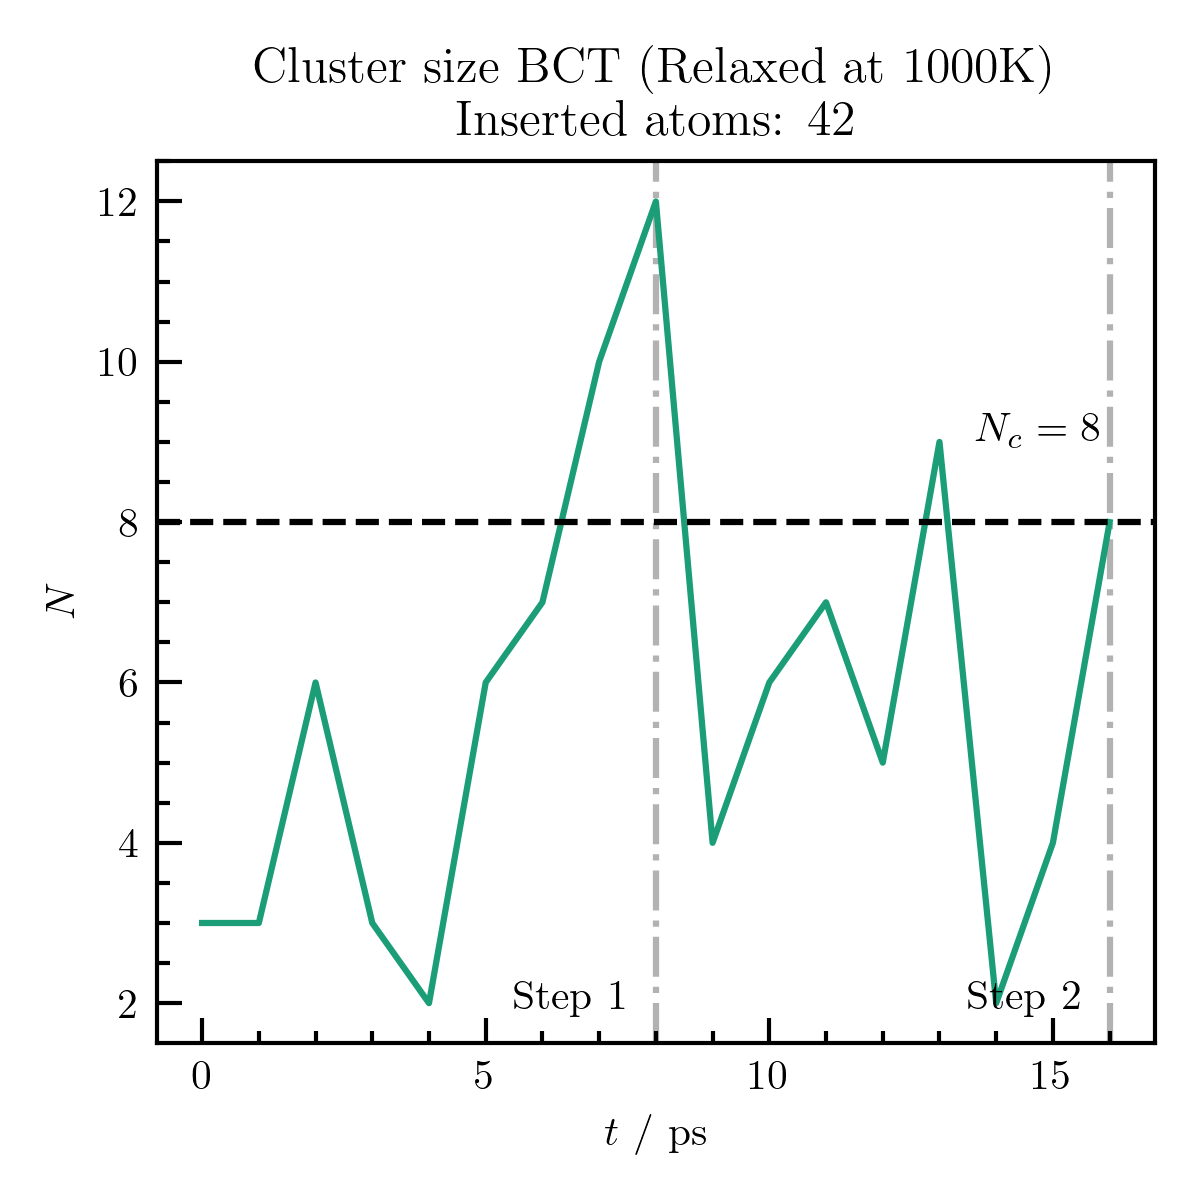 Cluster size BCT (Relaxed at 1000K)
Inserted atoms: 42
12
10
8
6
4
2
N
N_c = 8
Step 1
Step 2
0 5 10 15
t / ps